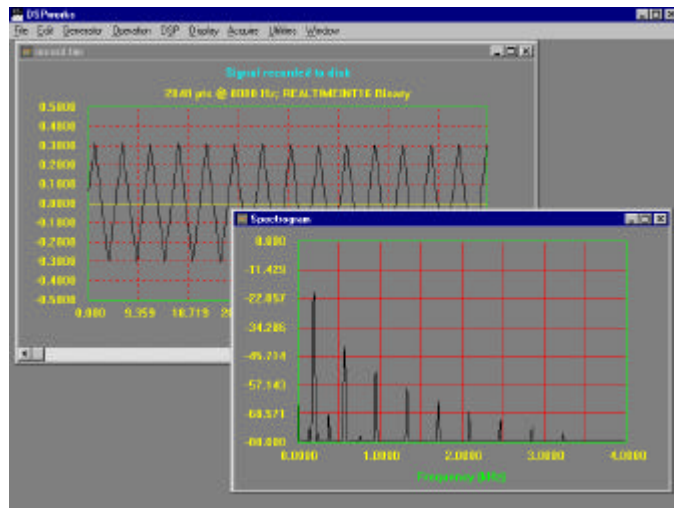 DSPworks
File Edit Generator Operation DSP Display Acquire Utilities Window
Signal recorded to disk
2048 pts @ 8000 Hz; REALTIMEINT16 Binary
0.5000
0.4000
0.3000
0.2000
0.1000
0.0000
-0.1000
-0.2000
-0.3000
-0.4000
-0.5000
0.000 9.359 18.719
Spectrogram
0.000
-11.429
-22.857
-34.286
-45.714
-57.143
-68.571
-80.000
0.0000 1.0000 2.0000 3.0000 4.0000
Frequency (kHz)